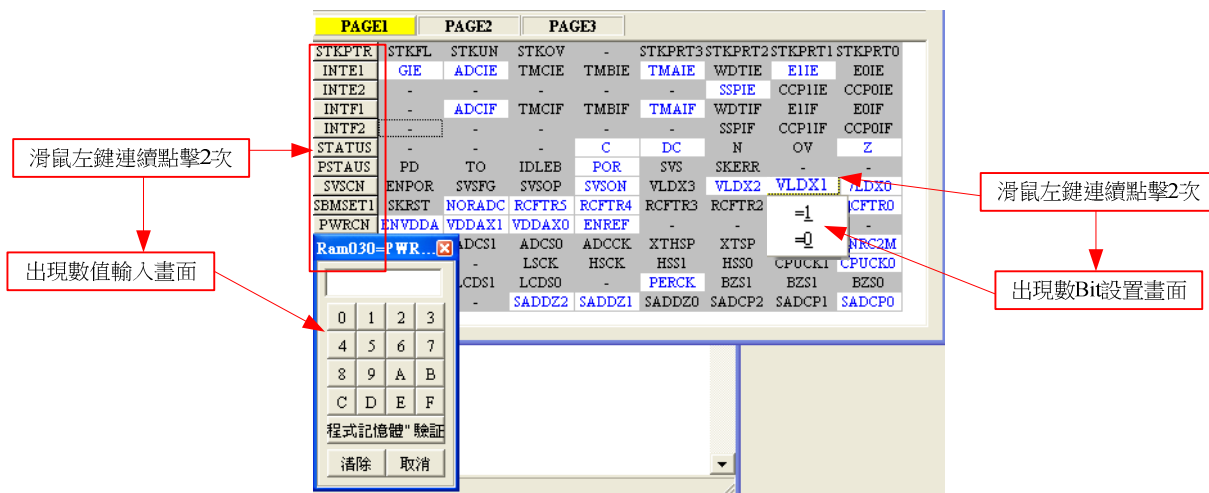 PAGE1 PAGE2 PAGE3
STKPTR STKFL STKUN STKOV - STKPRT3 STKPRT2 STKPRT1 STKPRT0
INTE1 GIE ADCIE TMCIE TMBIE TMAIE WDTIE E1IE E0IE
INTE2 - - - - - SSPIE CCP1IE CCP0IE
INTF1 - ADCIF TMCIF TMBIF TMAIF WDTIF E1IF E0IF
INTF2 - - - - - SSPIF CCP1IF CCP0IF
STATUS - - - C DC N OV Z
PSTAUS PD TO IDLEB POR SVS SKERR - -
SVSCN ENPOR SVSFG SVSOP SVSON VLDX3 VLDX2 VLDX1 VLDX0
SBMSET1 SKRST NORADC RCFTR5 RCFTR4 RCFTR3 RCFTR2 RCFTR0
PWRCN ENVDDA VDDAX1 VDDAX0 ENREF - - -
ADCS1 ADCS0 ADCCK XTHSP XTSP ENRC2M
- LSCK HSCK HSS1 HSS0 CPUCK1 CPUCK0
LCDS1 LCDS0 - PERCK BZS1 BZS1 BZS0
- SADDZ2 SADDZ1 SADDZ0 SADCP2 SADCP1 SADCP0
=1
=0
Ram030=PWR...
0 1 2 3
4 5 6 7
8 9 A B
C D E F
程式記憶體" 驗証
清除 取消
滑鼠左鍵連續點擊2次
出現數值輸入畫面
滑鼠左鍵連續點擊2次
出現數Bit設置畫面